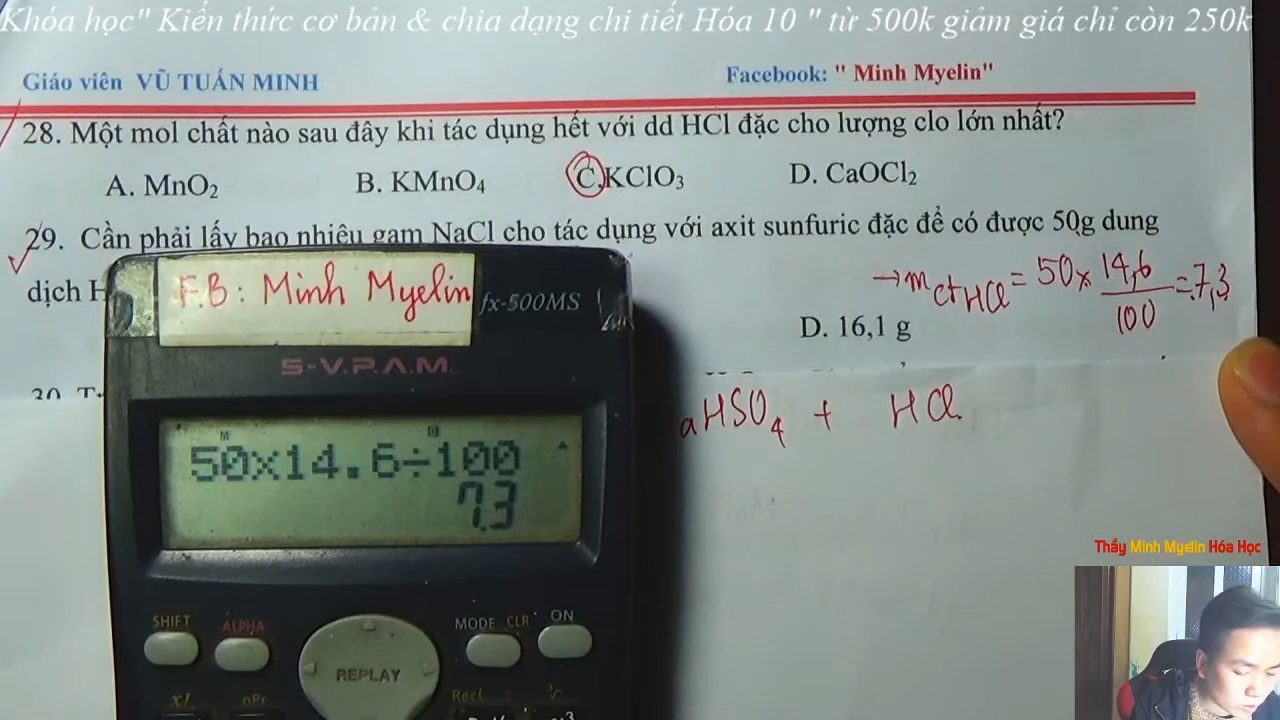 Khóa học" Kiến thức cơ bản & chia dạng chi tiết Hóa 10 " từ 500k giảm giá chỉ còn 250k
Giáo viên VŨ TUẤN MINH Facebook: " Minh Myelin"
28. Một mol chất nào sau đây khi tác dụng hết với dd HCl đặc cho lượng clo lớn nhất?
A. MnO₂ B. KMnO₄ C. KClO₃ D. CaOCl₂
29. Cần phải lấy bao nhiêu gam NaCl cho tác dụng với axit sunfuric đặc để có được 50g dung
dịch H
→ m ct HCl = 50 × 14,6 / 100 = 7,3
D. 16,1 g
aHSO₄ + HCl
F.B : Minh Myelin
fx-500MS
S-V.P.A.M.
50×14.6÷100
7.3
SHIFT ALPHA MODE CLR ON
REPLAY
x! nPr Rec(
Thầy Minh Myelin Hóa Học